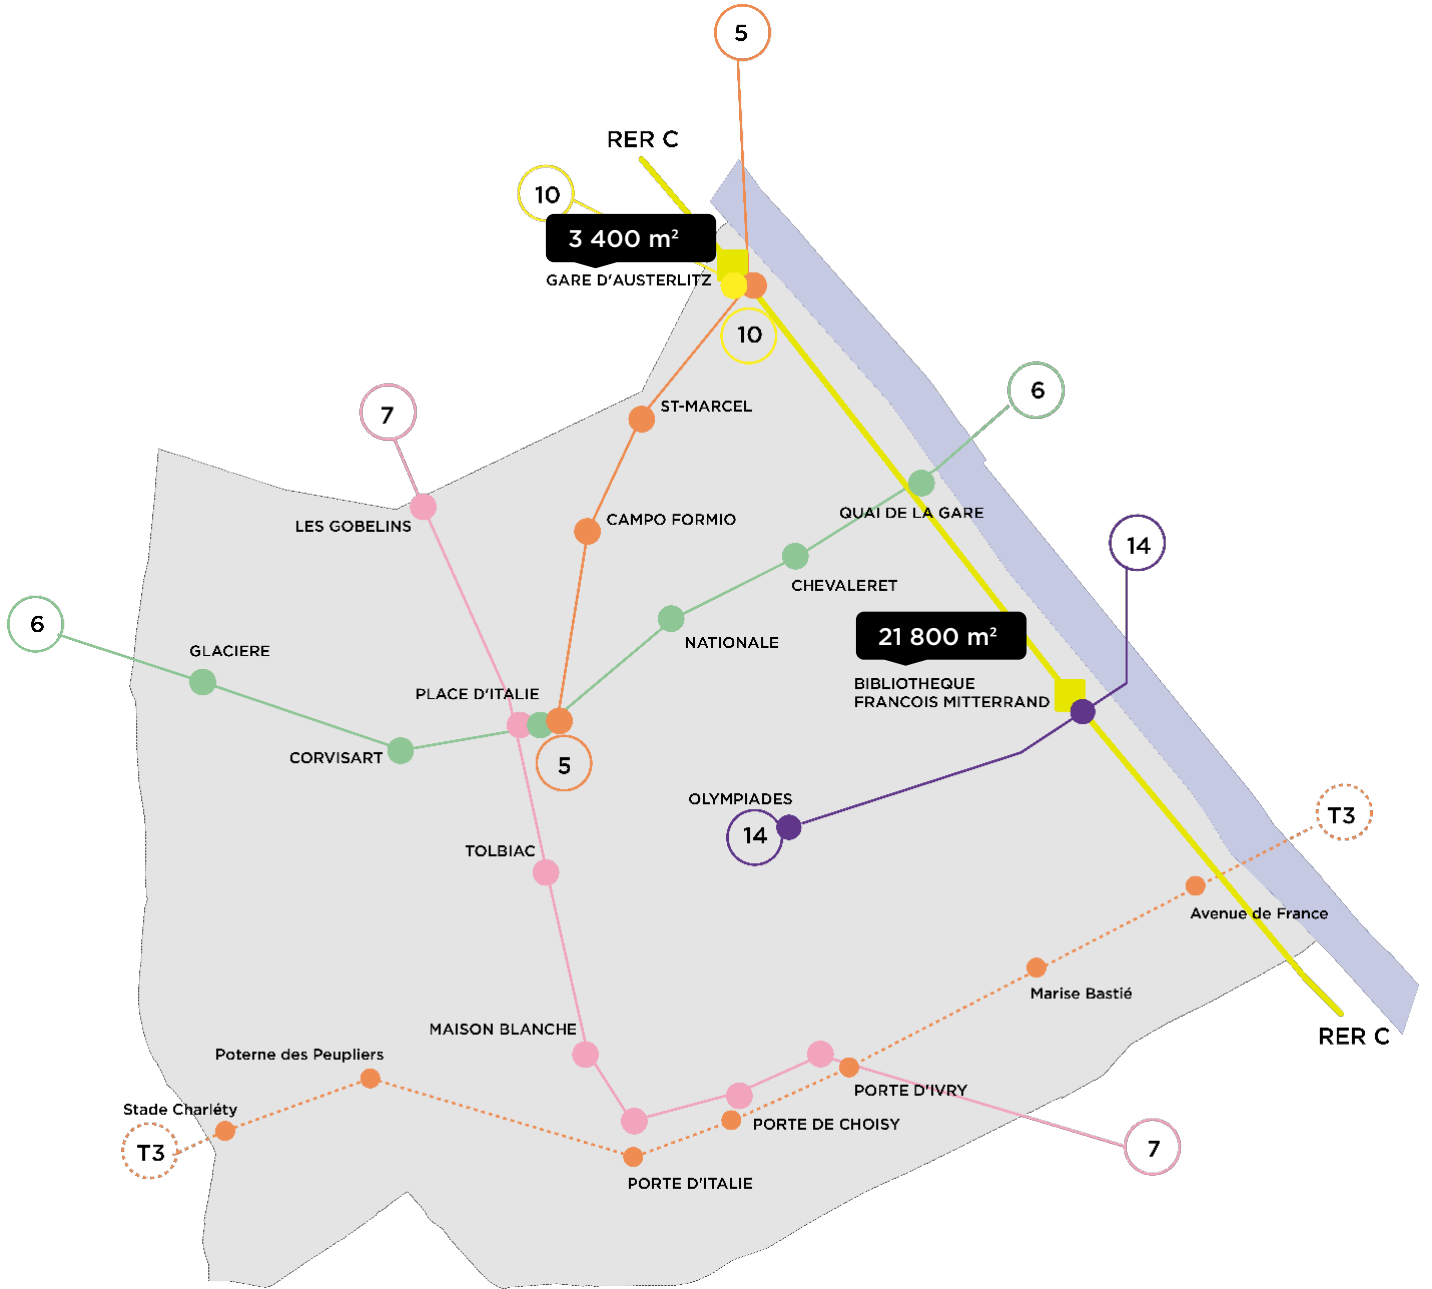 5
RER C
10
3 400 m²
GARE D'AUSTERLITZ
10
6
ST-MARCEL
7
LES GOBELINS
CAMPO FORMIO
QUAI DE LA GARE
14
CHEVALERET
6
GLACIERE
NATIONALE
21 800 m²
PLACE D'ITALIE
BIBLIOTHEQUE
FRANCOIS MITTERRAND
CORVISART
5
OLYMPIADES
14
T3
TOLBIAC
Avenue de France
Marise Bastié
MAISON BLANCHE
RER C
Poterne des Peupliers
PORTE D'IVRY
Stade Charléty
PORTE DE CHOISY
T3
7
PORTE D'ITALIE